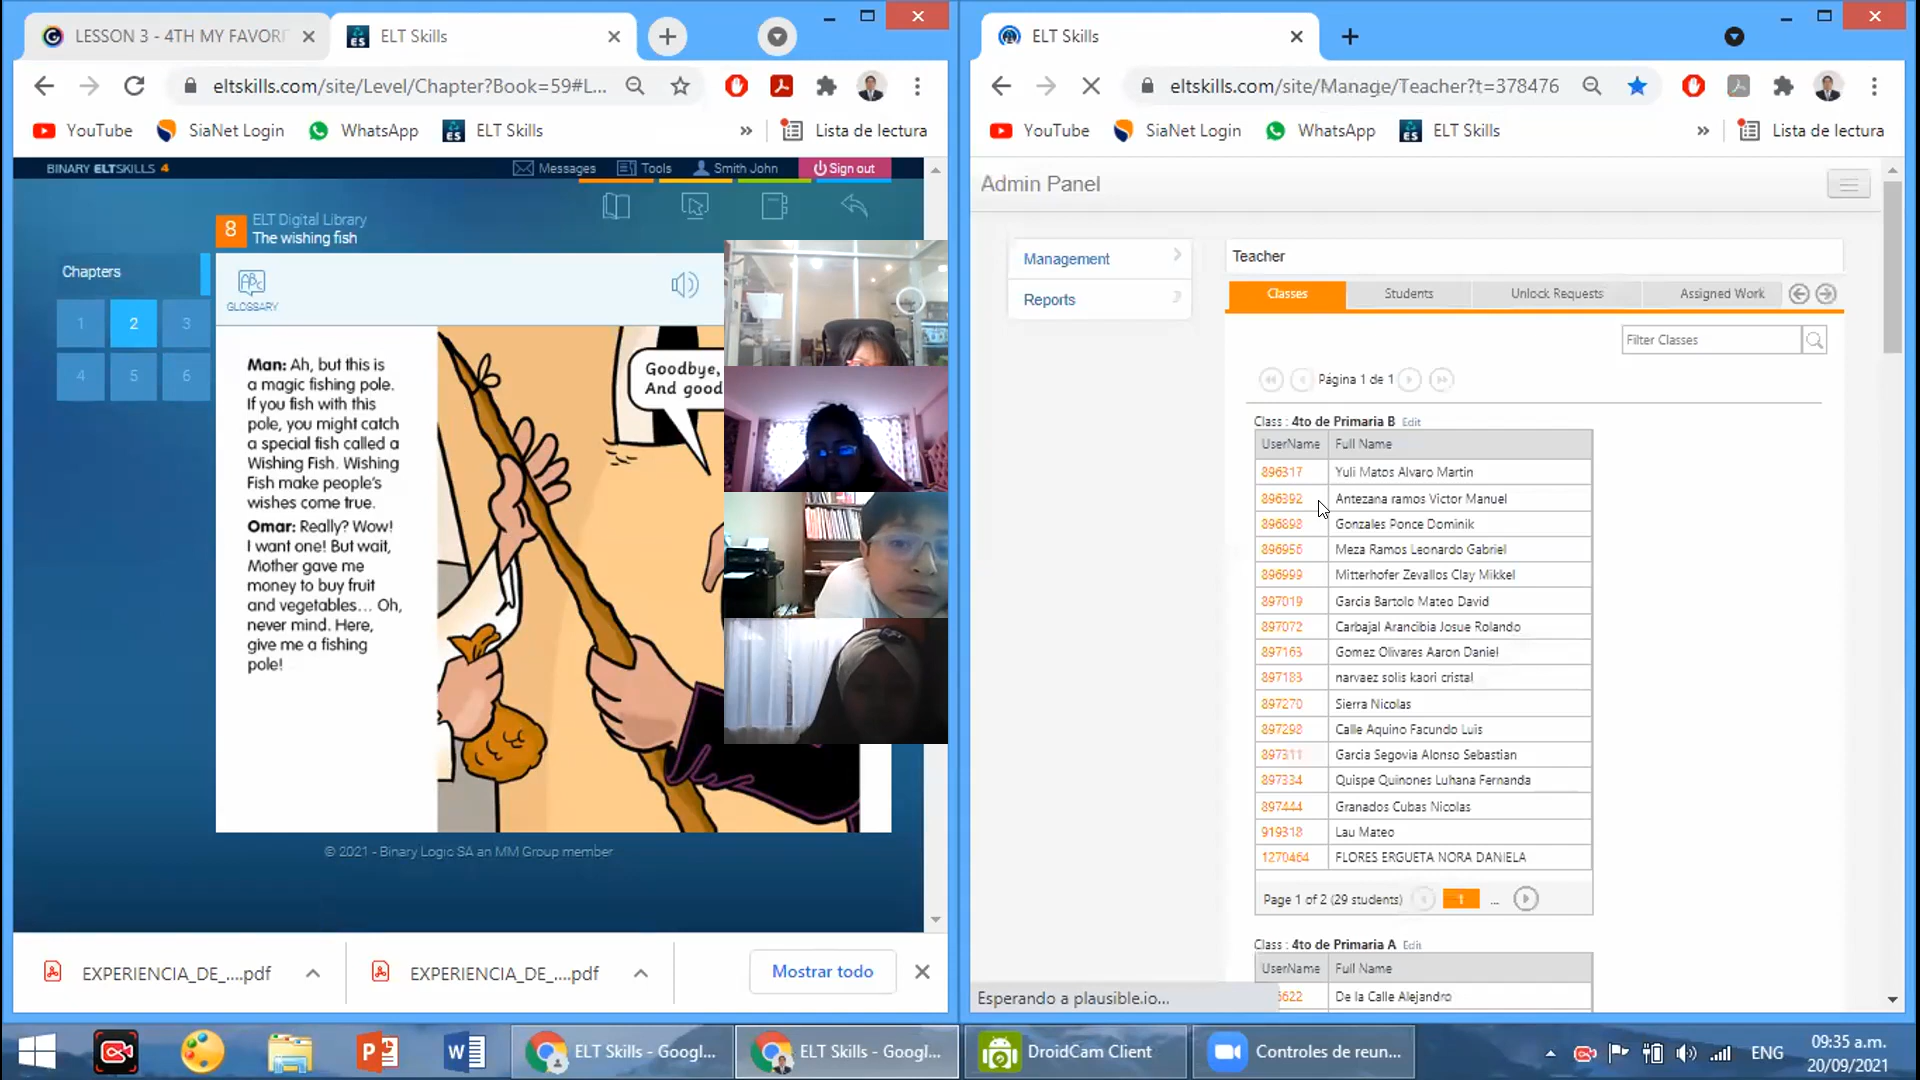 LESSON 3 - 4TH MY FAVORI
ELT Skills
eltskills.com/site/Level/Chapter?Book=59#L...
YouTube
SiaNet Login
WhatsApp
ELT Skills
»
Lista de lectura
BINARY ELTSKILLS 4
Messages
Tools
Smith John
Sign out
8
ELT Digital Library
The wishing fish
Chapters
1
2
3
4
5
6
ABC
GLOSSARY
Man: Ah, but this is
a magic fishing pole.
If you fish with this
pole, you might catch
a special fish called a
Wishing Fish. Wishing
Fish make people's
wishes come true.
Omar: Really? Wow!
I want one! But wait,
Mother gave me
money to buy fruit
and vegetables... Oh,
never mind. Here,
give me a fishing
pole!
Goodbye,
And good
© 2021 - Binary Logic SA an MM Group member
EXPERIENCIA_DE_....pdf
EXPERIENCIA_DE_....pdf
Mostrar todo
ELT Skills
eltskills.com/site/Manage/Teacher?t=378476
YouTube
SiaNet Login
WhatsApp
ELT Skills
»
Lista de lectura
Admin Panel
Management
Reports
Teacher
Classes
Students
Unlock Requests
Assigned Work
Filter Classes
Página 1 de 1
Class : 4to de Primaria B Edit
UserName Full Name
896317 Yuli Matos Alvaro Martin
896392 Antezana ramos Victor Manuel
896898 Gonzales Ponce Dominik
896956 Meza Ramos Leonardo Gabriel
896999 Mitterhofer Zevallos Clay Mikkel
897019 Garcia Bartolo Mateo David
897072 Carbajal Arancibia Josue Rolando
897163 Gomez Olivares Aaron Daniel
897183 narvaez solis kaori cristal
897270 Sierra Nicolas
897298 Calle Aquino Facundo Luis
897311 Garcia Segovia Alonso Sebastian
897334 Quispe Quinones Luhana Fernanda
897444 Granados Cubas Nicolas
919318 Lau Mateo
1270464 FLORES ERGUETA NORA DANIELA
Page 1 of 2 (29 students) 1 ...
Class : 4to de Primaria A Edit
UserName Full Name
6622 De la Calle Alejandro
Esperando a plausible.io...
ELT Skills - Googl...
ELT Skills - Googl...
DroidCam Client
Controles de reun...
ENG
09:35 a.m.
20/09/2021